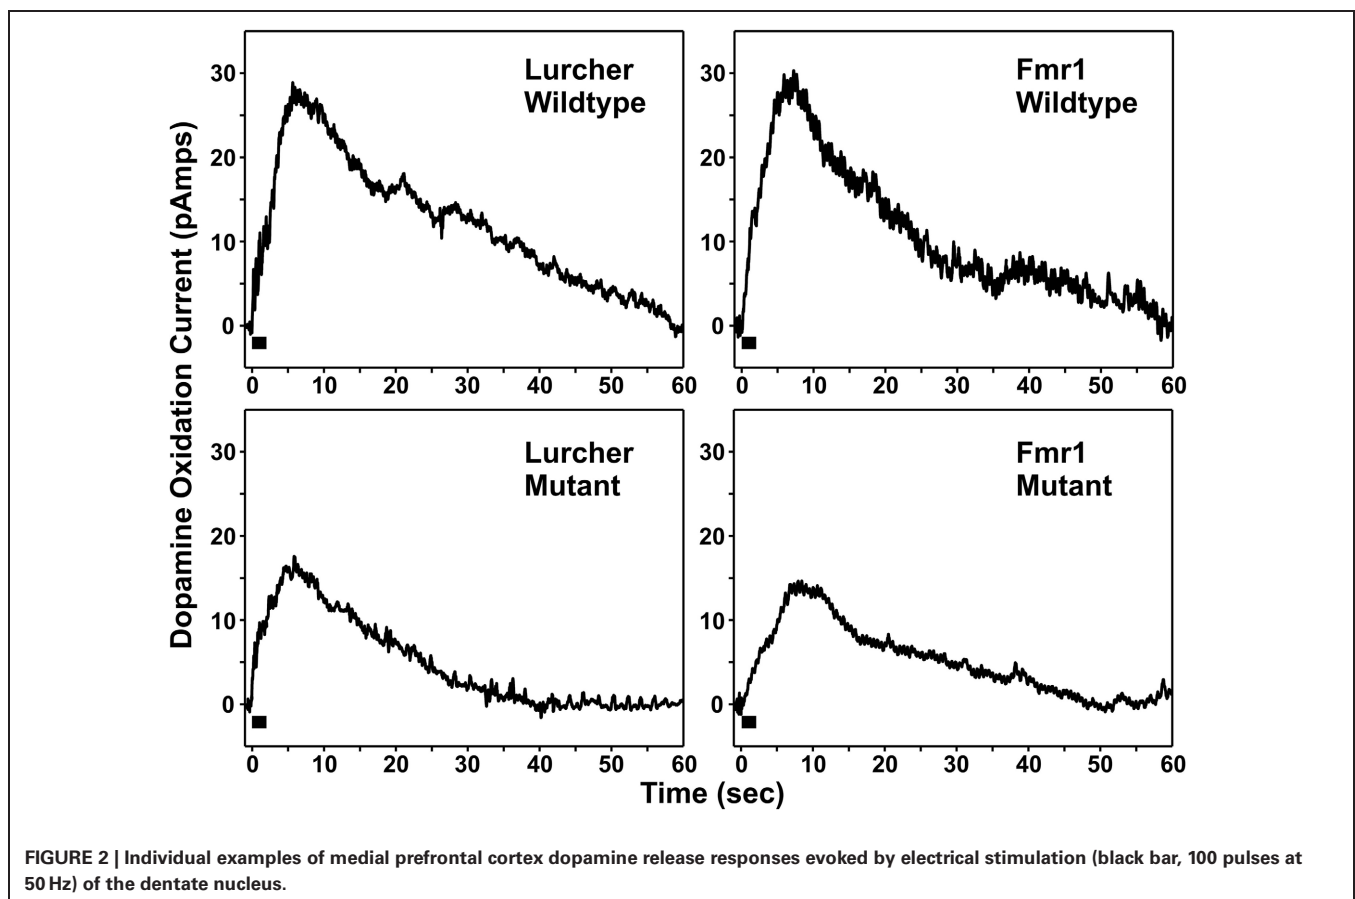 Dopamine Oxidation Current (pAmps)
Lurcher
Wildtype
30
20
10
0
0 10 20 30 40 50 60
Fmr1
Wildtype
30
20
10
0
0 10 20 30 40 50 60
Lurcher
Mutant
30
20
10
0
0 10 20 30 40 50 60
Fmr1
Mutant
30
20
10
0
0 10 20 30 40 50 60
Time (sec)
FIGURE 2 | Individual examples of medial prefrontal cortex dopamine release responses evoked by electrical stimulation (black bar, 100 pulses at
50 Hz) of the dentate nucleus.